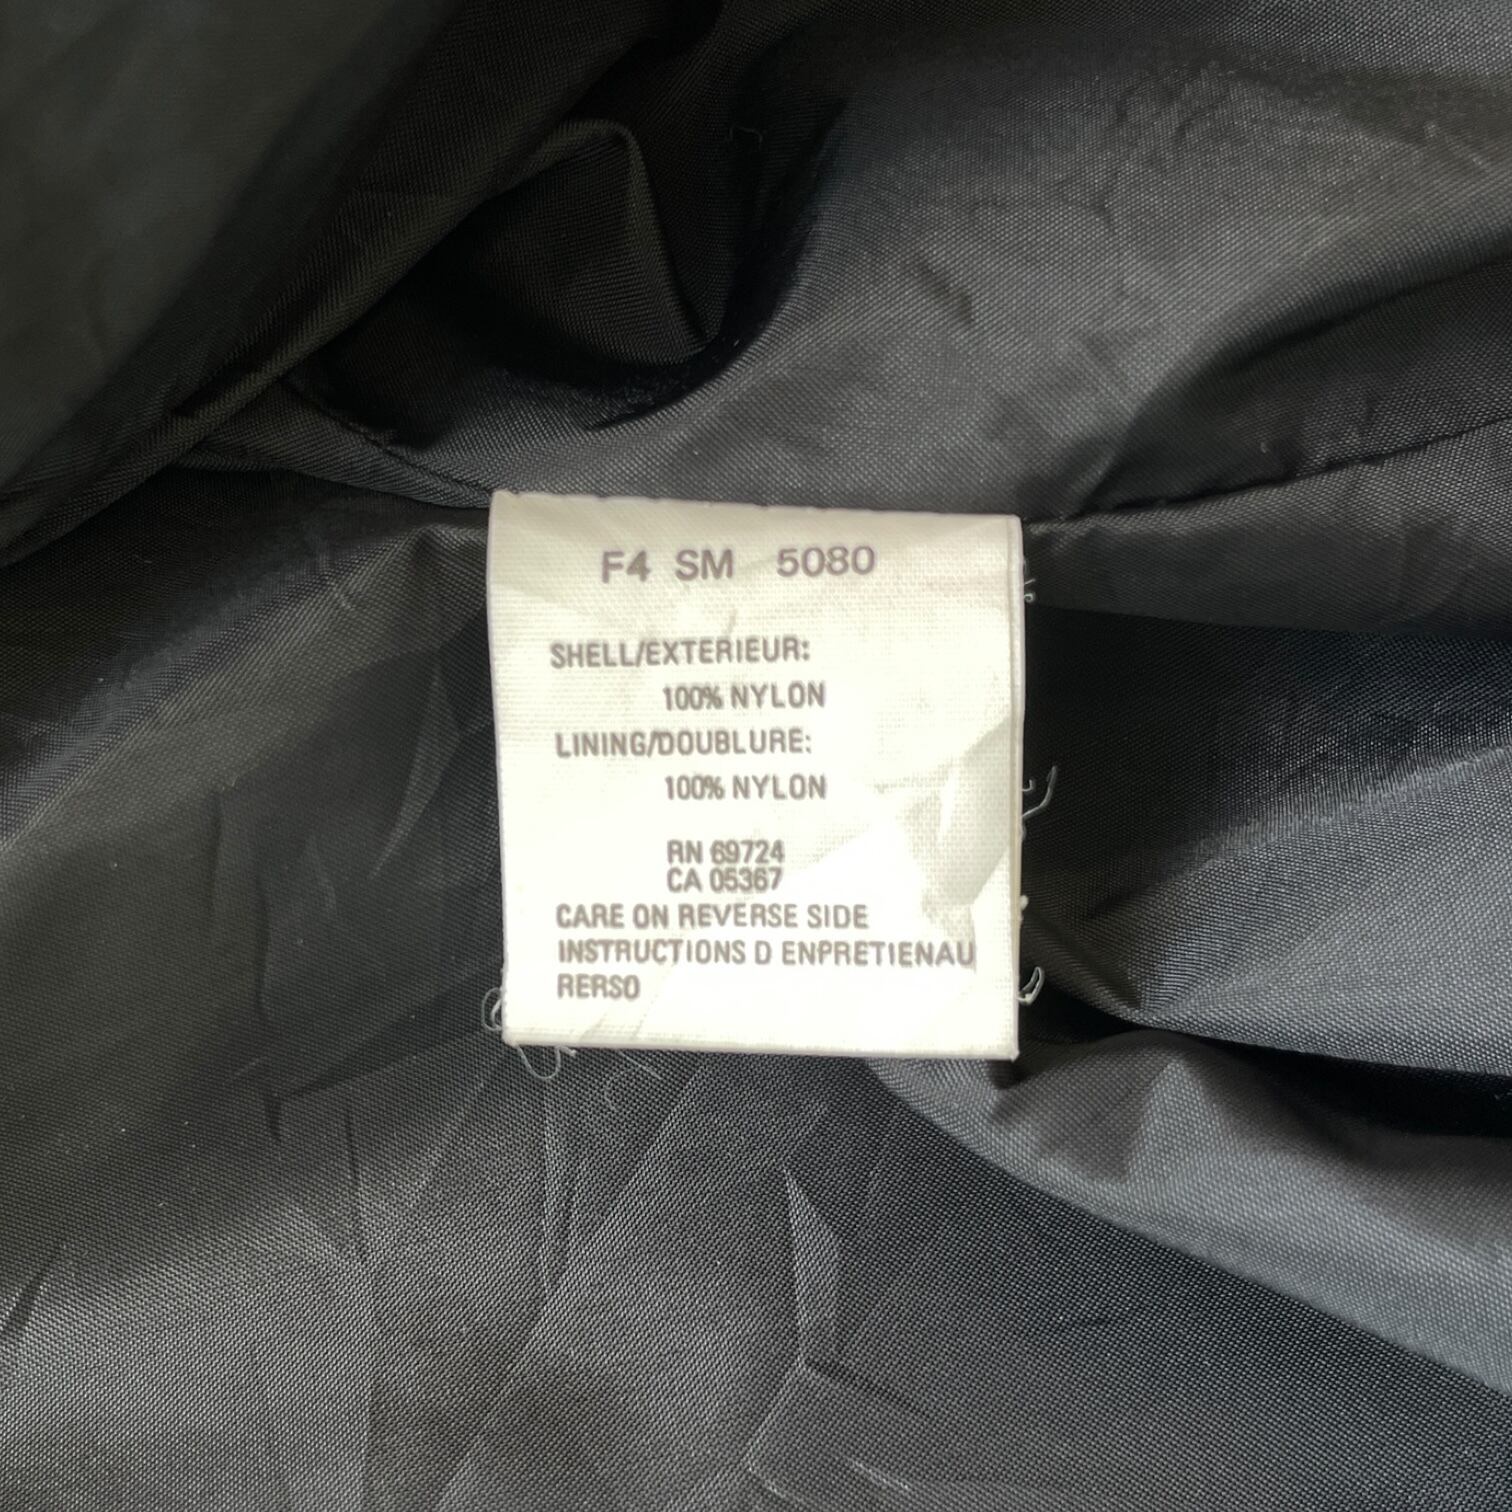 F4 SM 5080
SHELL/EXTERIEUR:
100% NYLON
LINING/DOUBLURE:
100% NYLON
RN 69724
CA 05367
CARE ON REVERSE SIDE
INSTRUCTIONS D ENPRETIENAU
RERSO